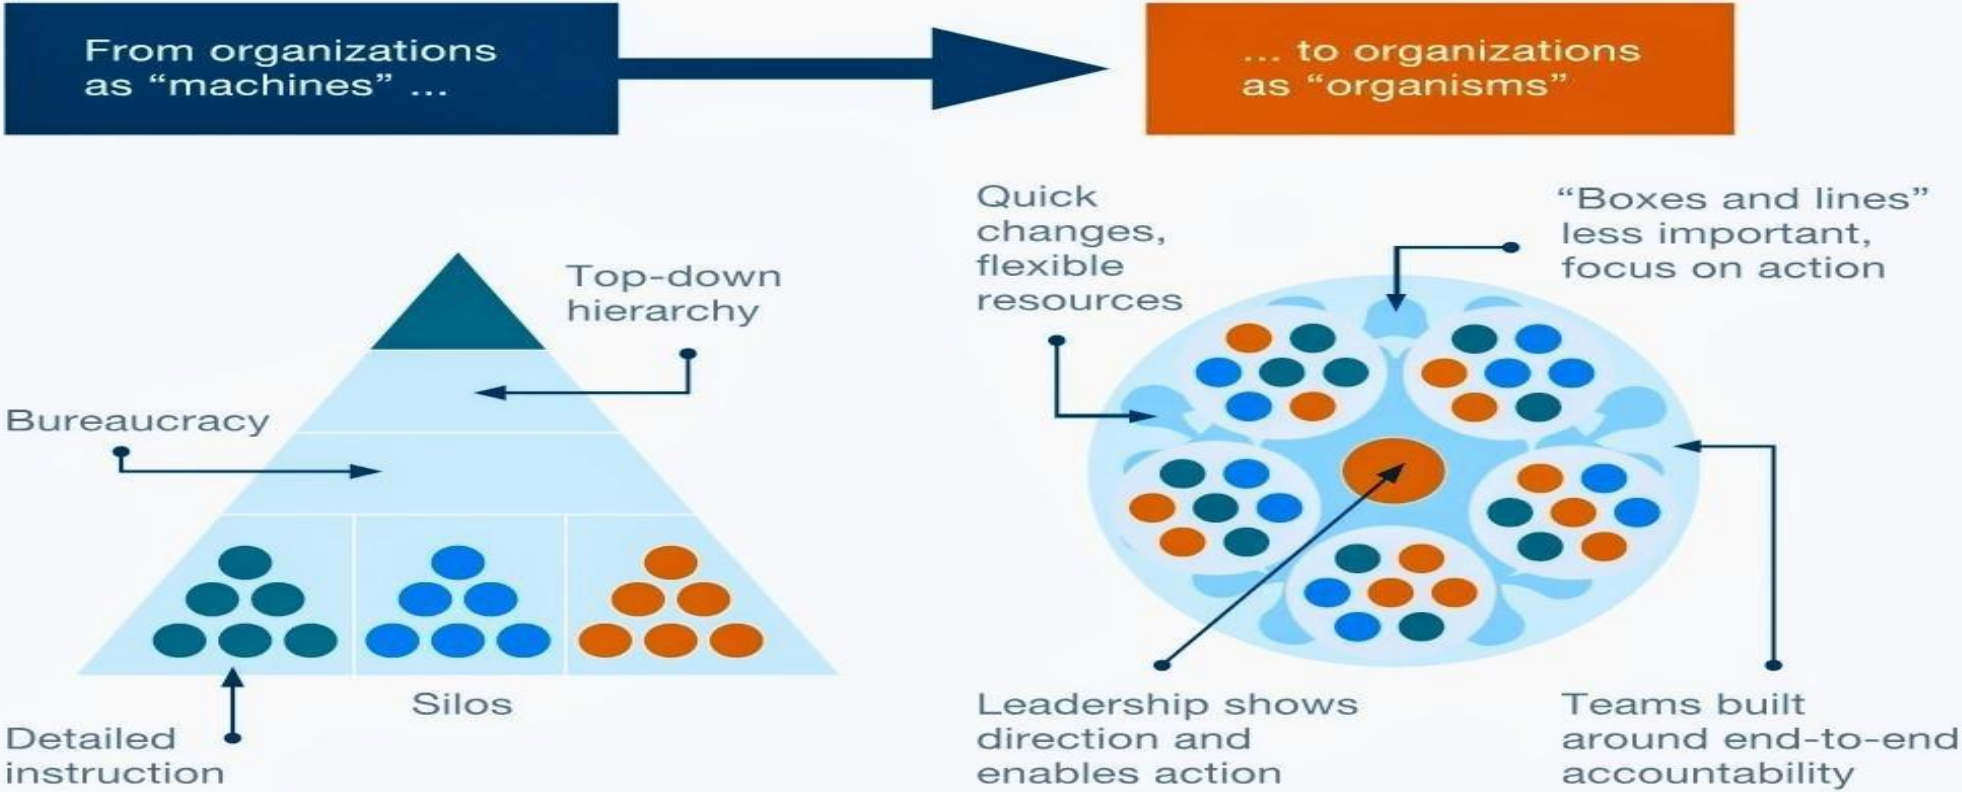 From organizations
as “machines” ...
... to organizations
as “organisms”
Top-down
hierarchy
Bureaucracy
Detailed
instruction
Silos
Quick
changes,
flexible
resources
“Boxes and lines”
less important,
focus on action
Leadership shows
direction and
enables action
Teams built
around end-to-end
accountability